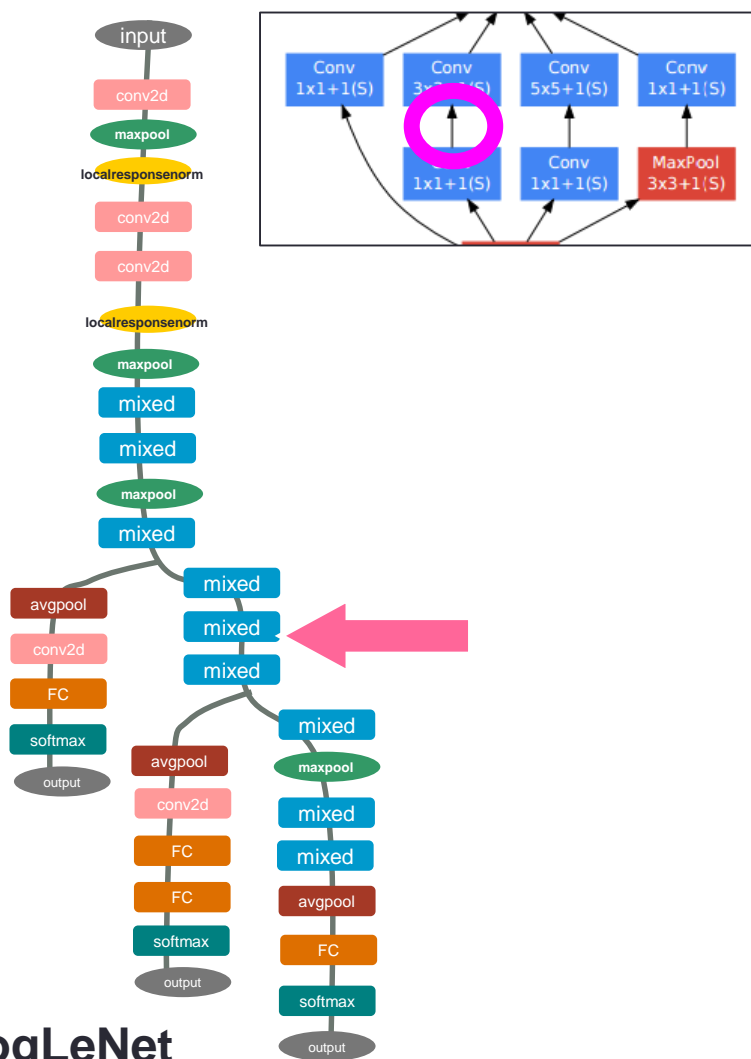 input
conv2d
maxpool
localresponsenorm
conv2d
conv2d
localresponsenorm
maxpool
mixed
mixed
maxpool
mixed
mixed
mixed
mixed
avgpool
conv2d
FC
softmax
output
avgpool
conv2d
FC
FC
softmax
output
mixed
maxpool
mixed
mixed
avgpool
FC
softmax
output
Conv
1x1+1(S)
Conv
Conv
5x5+1(S)
Conv
1x1+1(S)
1x1+1(S)
Conv
1x1+1(S)
MaxPool
3x3+1(S)